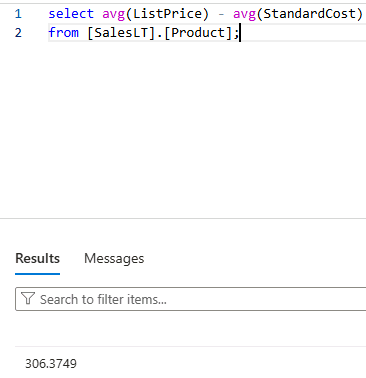 1 select avg(ListPrice) - avg(StandardCost)
2 from [SalesLT].[Product];
Results Messages
Search to filter items...
306.3749